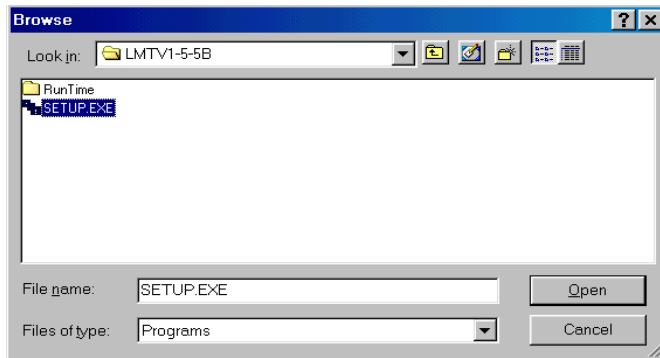 Browse
Look in: LMTV1-5-5B
RunTime
SETUP.EXE
File name: SETUP.EXE Open
Files of type: Programs Cancel